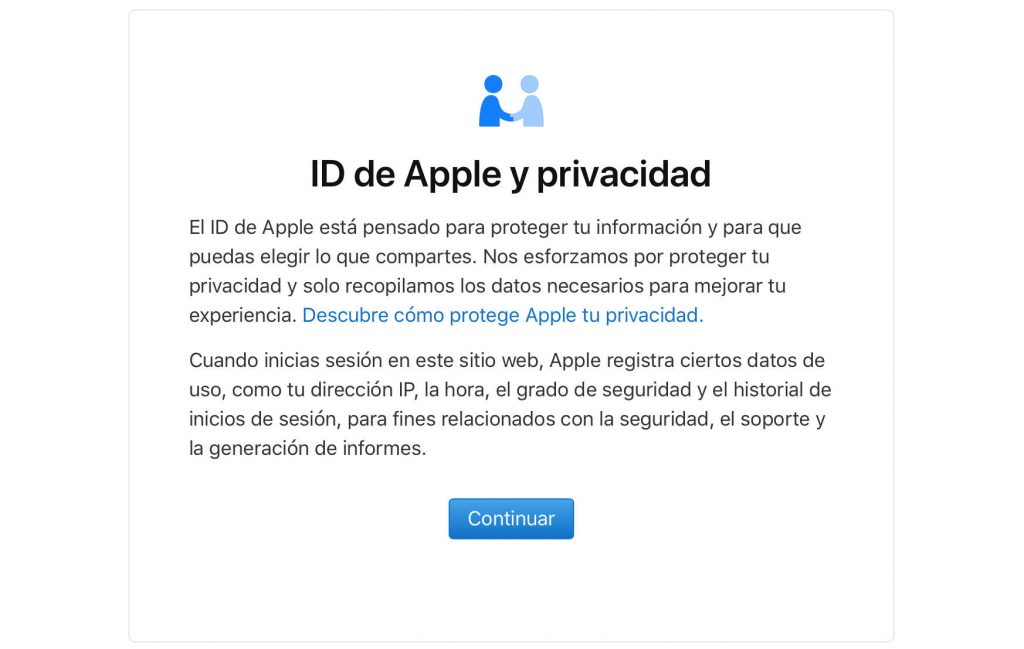 ID de Apple y privacidad
El ID de Apple está pensado para proteger tu información y para que
puedas elegir lo que compartes. Nos esforzamos por proteger tu
privacidad y solo recopilamos los datos necesarios para mejorar tu
experiencia. Descubre cómo protege Apple tu privacidad.
Cuando inicias sesión en este sitio web, Apple registra ciertos datos de
uso, como tu dirección IP, la hora, el grado de seguridad y el historial de
inicios de sesión, para fines relacionados con la seguridad, el soporte y
la generación de informes.
Continuar